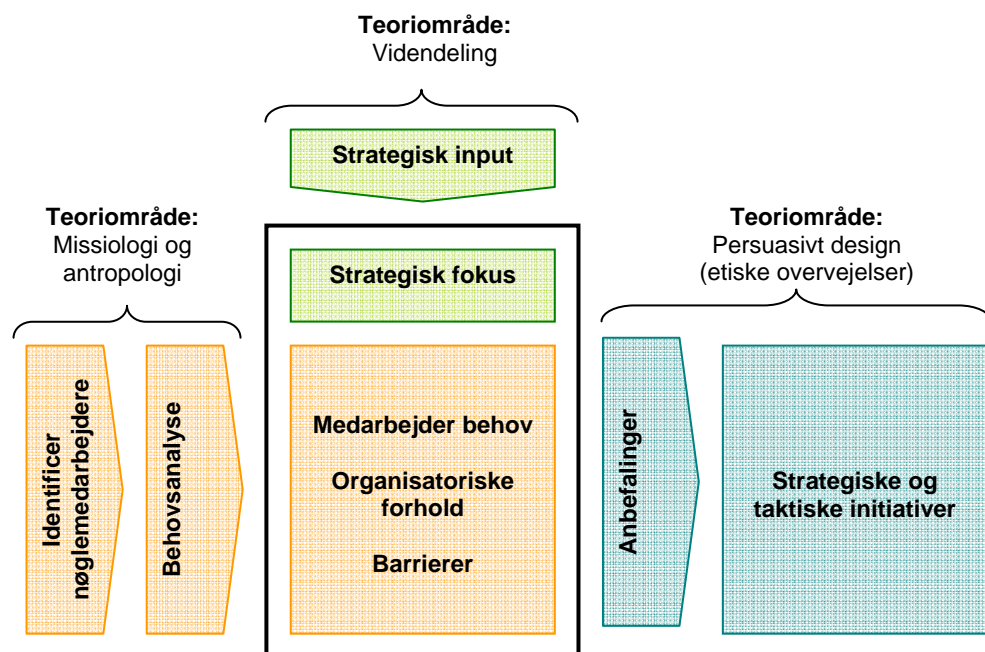 Teoriområde:
Videndeling
Strategisk input
Teoriområde:
Missiologi og
antropologi
Strategisk fokus
Teoriområde:
Persuasivt design
(etiske overvejelser)
Identificer
nøglemedarbejdere
Behovsanalyse
Medarbejder behov
Organisatoriske
forhold
Barrierer
Anbefalinger
Strategiske og
taktiske initiativer